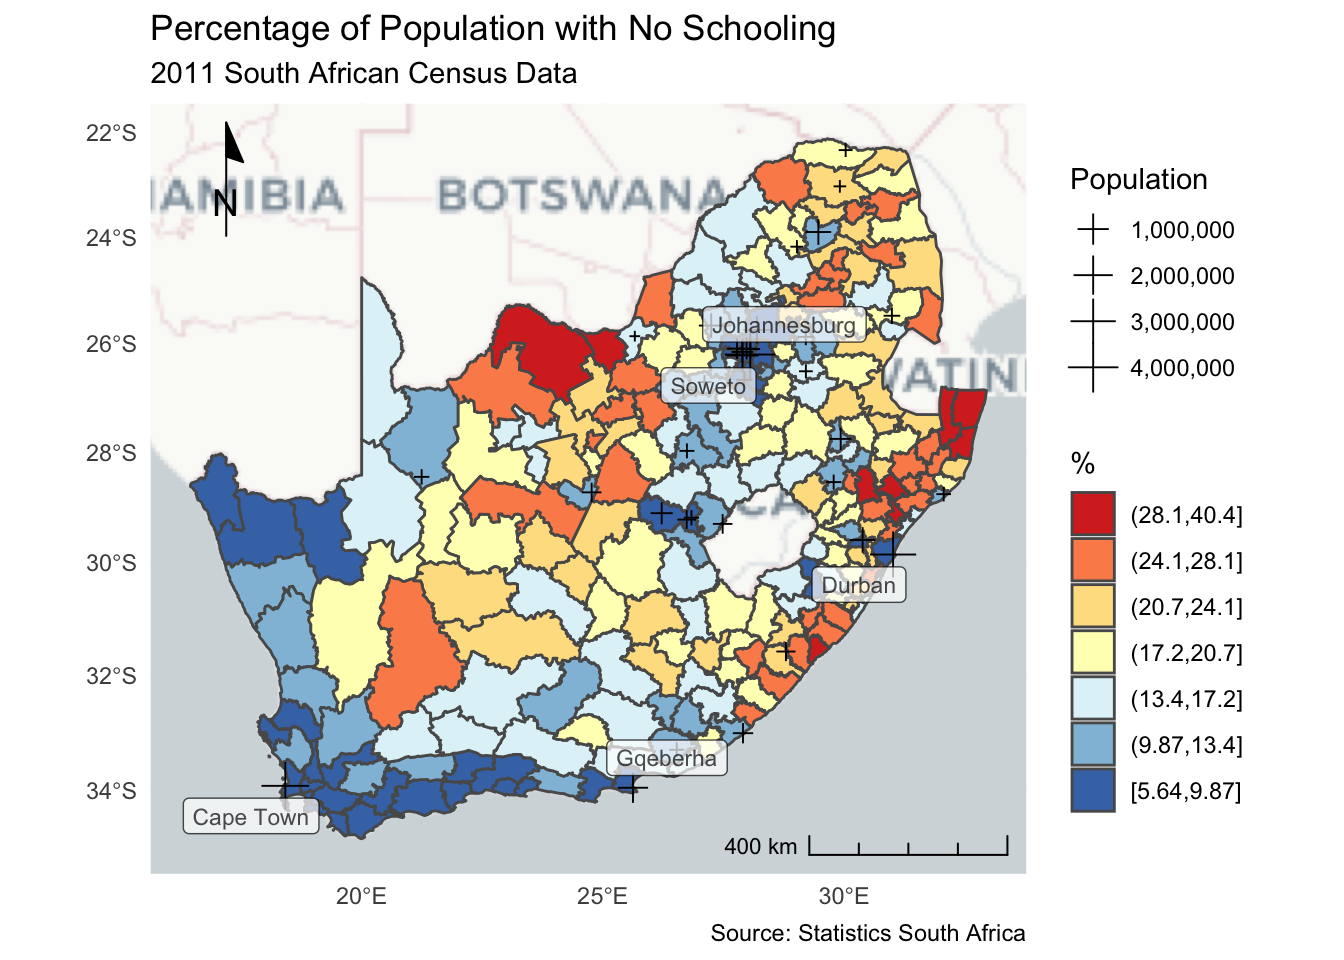 Percentage of Population with No Schooling
2011 South African Census Data
22°S
24°S
26°S
28°S
30°S
32°S
34°S
20°E
25°E
30°E
N
AMIBIA
BOTSWANA
VATINI
CA
Johannesburg
Soweto
Durban
Gqeberha
Cape Town
400 km
Population
1,000,000
2,000,000
3,000,000
4,000,000
%
(28.1,40.4]
(24.1,28.1]
(20.7,24.1]
(17.2,20.7]
(13.4,17.2]
(9.87,13.4]
[5.64,9.87]
Source: Statistics South Africa